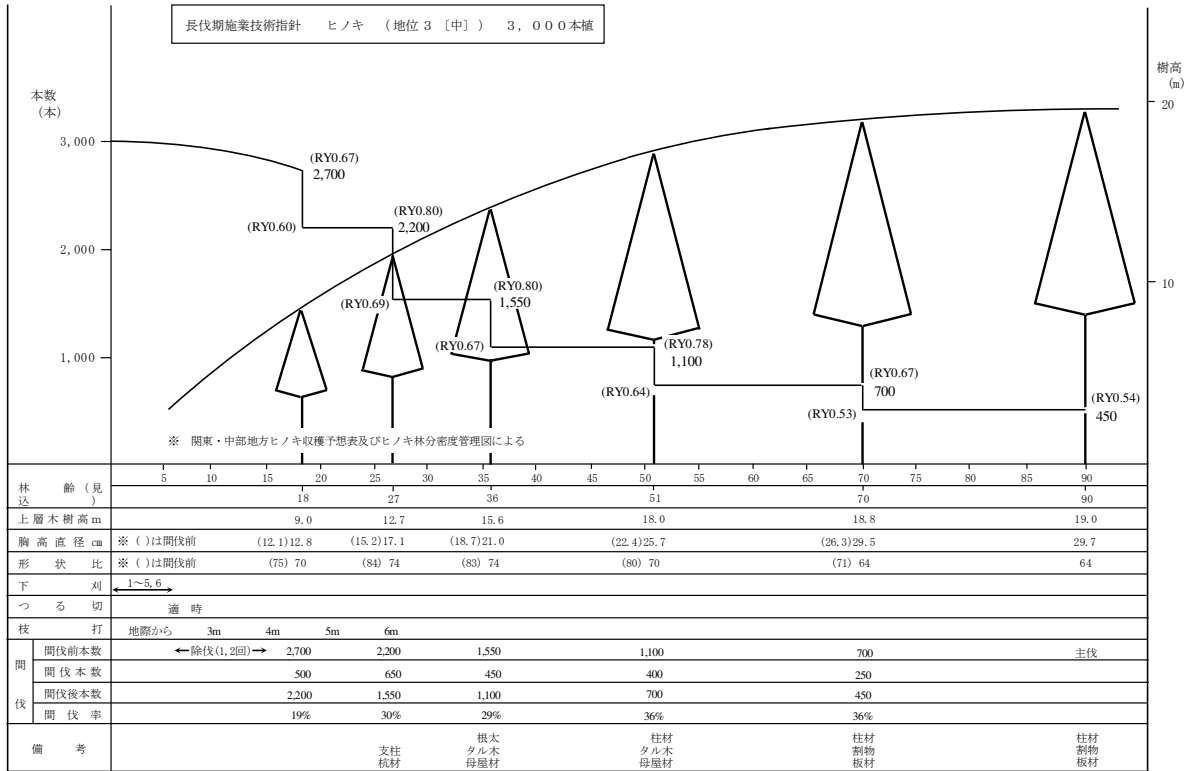 長伐期施業技術指針 ヒノキ （地位3〔中〕） 3,000本植
本数
(本)
樹高
(m)
20
3,000
(RY0.67)
2,700
(RY0.60)
(RY0.80)
2,200
2,000
(RY0.69)
(RY0.80)
1,550
10
(RY0.67)
(RY0.78)
1,100
1,000
(RY0.64)
(RY0.67)
700
(RY0.53)
(RY0.54)
450
※ 関東・中部地方ヒノキ収穫予想表及びヒノキ林分密度管理図による
5 10 15 20 25 30 35 40 45 50 55 60 65 70 75 80 85 90
林齢(見込) 18 27 36 51 70 90
上層木樹高m 9.0 12.7 15.6 18.0 18.8 19.0
胸高直径㎝ ※ ( )は間伐前 (12.1)12.8 (15.2)17.1 (18.7)21.0 (22.4)25.7 (26.3)29.5 29.7
形状比 ※ ( )は間伐前 (75) 70 (84) 74 (83) 74 (80) 70 (71) 64 64
下刈 1～5,6
つる切 適時
枝打 地際から 3m 4m 5m 6m
間伐
間伐前本数 ←除伐(1,2回)→ 2,700 2,200 1,550 1,100 700 主伐
間伐本数 500 650 450 400 250
間伐後本数 2,200 1,550 1,100 700 450
間伐率 19% 30% 29% 36% 36%
備考
支柱
杭材
根太
タル木
母屋材
柱材
タル木
母屋材
柱材
割物
板材
柱材
割物
板材